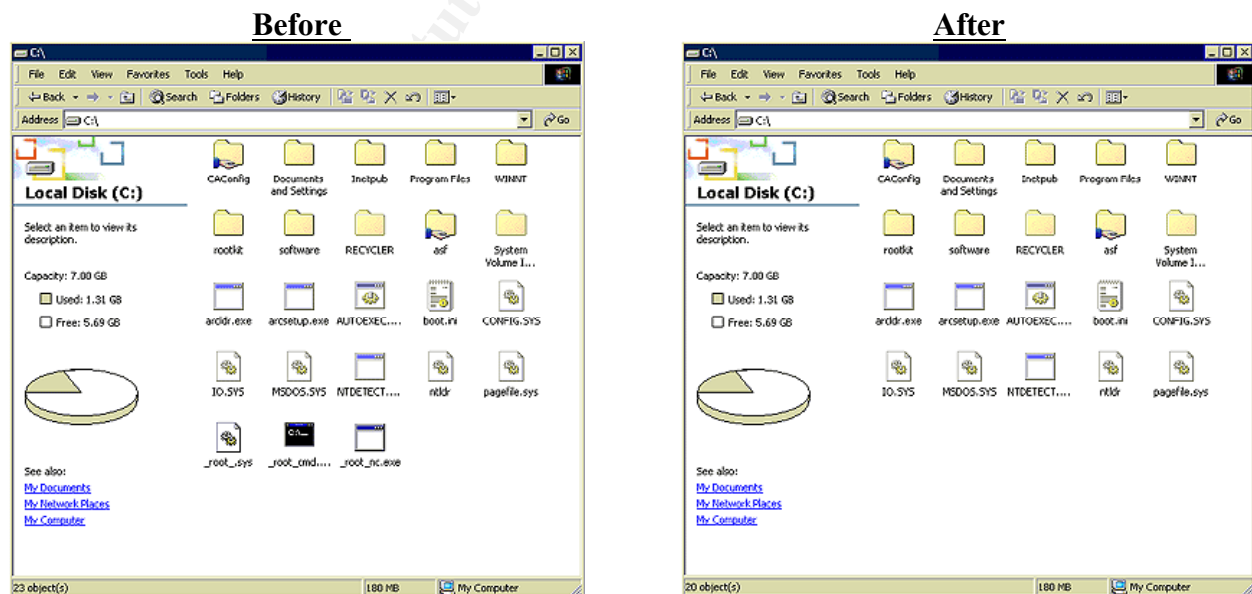 Before
C:\
File Edit View Favorites Tools Help
Back Search Folders History
Address C:\ Go
Local Disk (C:)
Select an item to view its
description.
Capacity: 7.00 GB
Used: 1.31 GB
Free: 5.69 GB
See also:
My Documents
My Network Places
My Computer
CAConfig Documents and Settings Inetpub Program Files WINNT
rootkit software RECYCLER asf System Volume I...
arcldr.exe arcsetup.exe AUTOEXEC.... boot.ini CONFIG.SYS
IO.SYS MSDOS.SYS NTDETECT.... ntldr pagefile.sys
_root_.sys _root_cmd.... _root_nc.exe
23 object(s) 180 MB My Computer
After
C:\
File Edit View Favorites Tools Help
Back Search Folders History
Address C:\ Go
Local Disk (C:)
Select an item to view its
description.
Capacity: 7.00 GB
Used: 1.31 GB
Free: 5.69 GB
See also:
My Documents
My Network Places
My Computer
CAConfig Documents and Settings Inetpub Program Files WINNT
rootkit software RECYCLER asf System Volume I...
arcldr.exe arcsetup.exe AUTOEXEC.... boot.ini CONFIG.SYS
IO.SYS MSDOS.SYS NTDETECT.... ntldr pagefile.sys
20 object(s) 180 MB My Computer